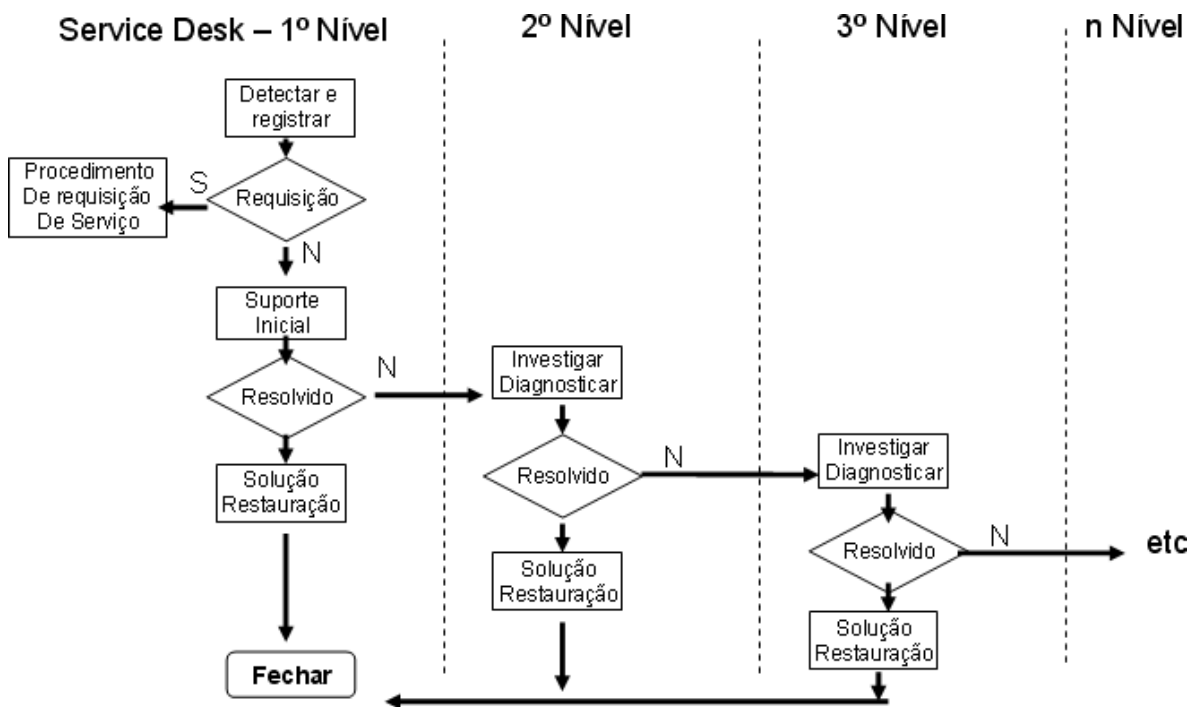 Service Desk – 1º Nível
2º Nível
3º Nível
n Nível
Detectar e
registrar
Procedimento
De requisição
De Serviço
S
Requisição
N
Suporte
Inicial
Resolvido
N
Investigar
Diagnosticar
Solução
Restauração
Resolvido
N
Investigar
Diagnosticar
Solução
Restauração
Resolvido
N
etc
Solução
Restauração
Fechar